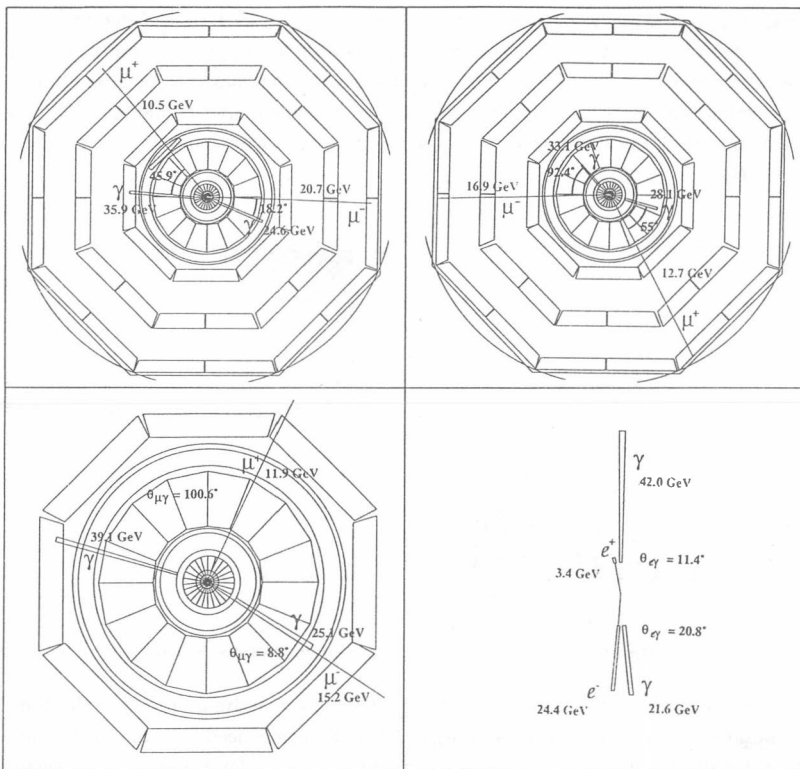 μ⁺
10.5 GeV
45.9°
γ
35.9 GeV
20.7 GeV
μ⁻
18.2°
γ
24.6 GeV
33.1 GeV
γ
92.4°
16.9 GeV
μ⁻
28.1 GeV
γ
55°
12.7 GeV
μ⁺
μ⁺
11.9 GeV
θμγ = 100.6°
39.1 GeV
γ
γ
25.1 GeV
θμγ = 8.8°
μ⁻
15.2 GeV
γ
42.0 GeV
e⁺
θeγ = 11.4°
3.4 GeV
θeγ = 20.8°
e⁻
γ
24.4 GeV
21.6 GeV